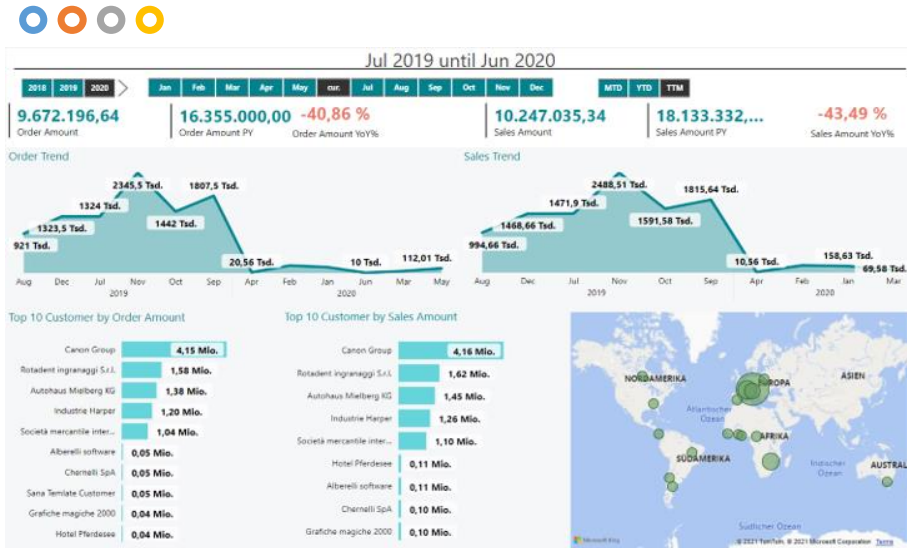 Jul 2019 until Jun 2020
2018 2019 2020 Jan Feb Mar Apr May cur. Jul Aug Sep Oct Nov Dec MTD YTD TTM
9.672.196,64 16.355.000,00 -40,86 % 10.247.035,34 18.133.332,... -43,49 %
Order Amount Order Amount PY Order Amount YoY% Sales Amount Sales Amount PY Sales Amount YoY%
Order Trend
2345,5 Tsd. 1807,5 Tsd.
1324 Tsd.
1323,5 Tsd. 1442 Tsd.
921 Tsd.
20,56 Tsd. 10 Tsd. 112,01 Tsd.
Aug Dec Jul Nov Oct Sep Apr Feb Jan Jun Mar May
2019 2020
Sales Trend
2488,51 Tsd. 1815,64 Tsd.
1471,9 Tsd.
1468,66 Tsd. 1591,58 Tsd.
994,66 Tsd.
10,56 Tsd. 158,63 Tsd.
69,58 Tsd.
Aug Dec Jul Nov Oct Sep Apr Feb Jan Mar
2019 2020
Top 10 Customer by Order Amount
Canon Group 4,15 Mio.
Rotadent ingranaggi S.r.l. 1,58 Mio.
Autohaus Mielberg KG 1,38 Mio.
Industrie Harper 1,20 Mio.
Società mercantile inter... 1,04 Mio.
Alberelli software 0,05 Mio.
Chernelli SpA 0,05 Mio.
Sana Temlate Customer 0,05 Mio.
Grafiche magiche 2000 0,04 Mio.
Hotel Pferdesee 0,04 Mio.
Top 10 Customer by Sales Amount
Canon Group 4,16 Mio.
Rotadent ingranaggi S.r.l. 1,62 Mio.
Autohaus Mielberg KG 1,45 Mio.
Industrie Harper 1,26 Mio.
Società mercantile inter... 1,10 Mio.
Hotel Pferdesee 0,11 Mio.
Alberelli software 0,11 Mio.
Chernelli SpA 0,10 Mio.
Grafiche magiche 2000 0,10 Mio.
NORDAMERIKA EUROPA ASIEN
Atlantischer
Ozean
AFRIKA
SÜDAMERIKA Indischer
Ozean AUSTRAL
Südlicher Ozean
Microsoft Bing © 2021 TomTom, © 2021 Microsoft Corporation Terms